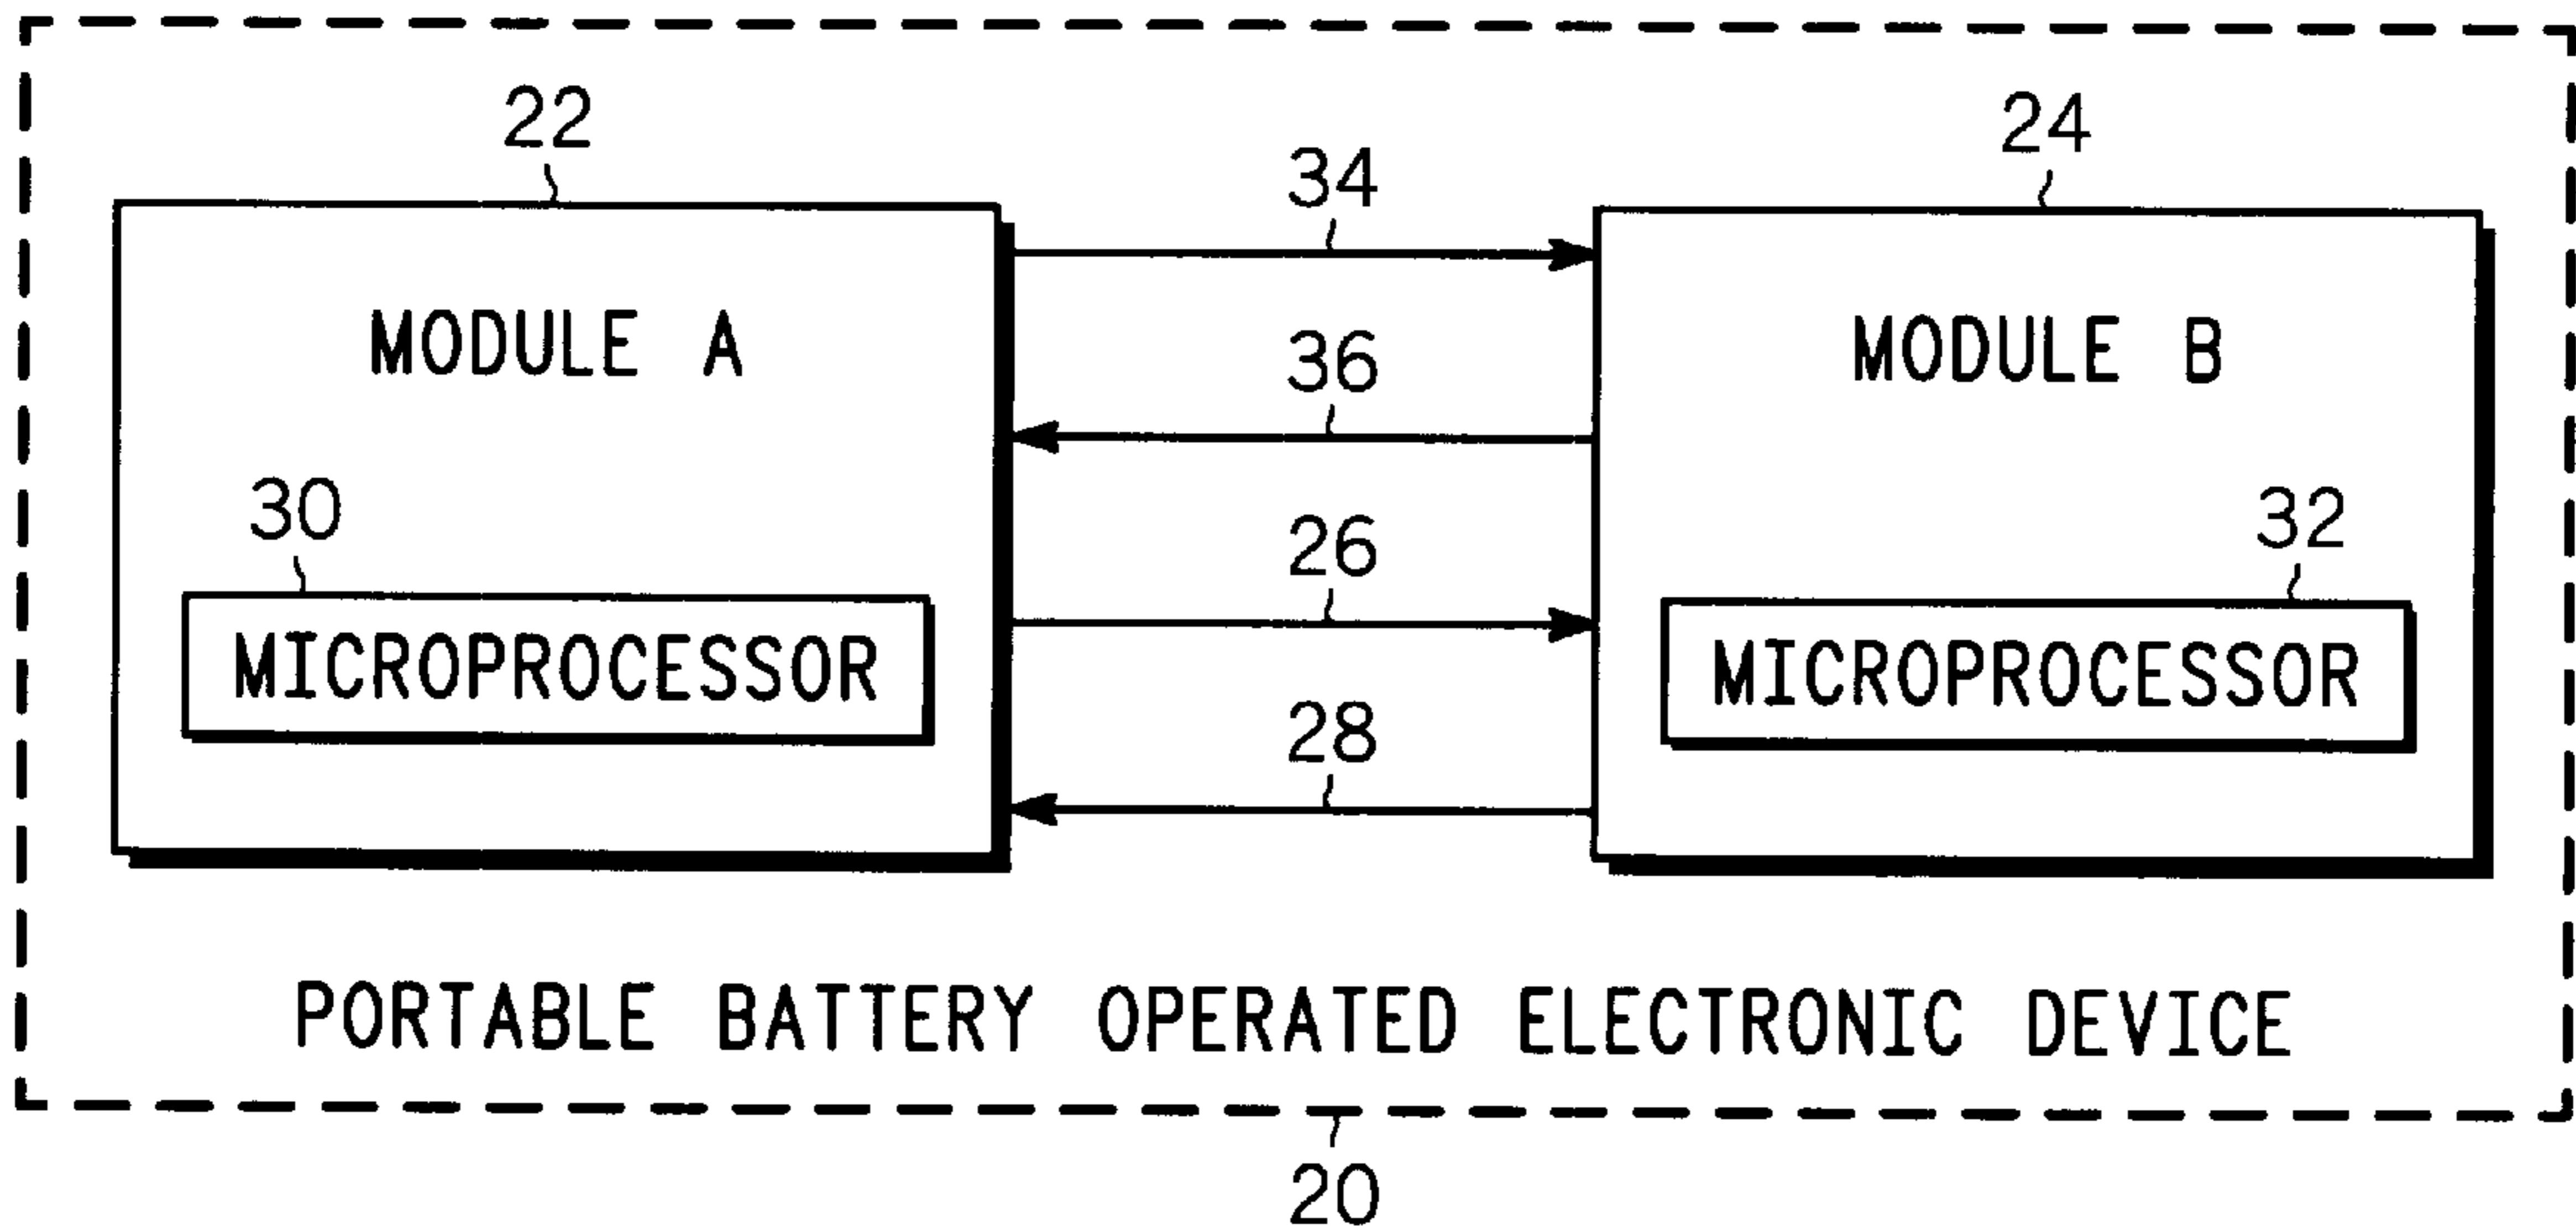 22
24
34
MODULE A
MODULE B
36
30
32
26
MICROPROCESSOR
MICROPROCESSOR
28
PORTABLE BATTERY OPERATED ELECTRONIC DEVICE
20